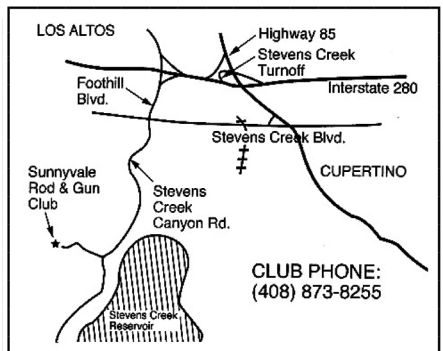 LOS ALTOS
Highway 85
Stevens Creek
Turnoff
Foothill
Blvd.
Interstate 280
Stevens Creek Blvd.
Sunnyvale
Rod & Gun
Club
Stevens
Creek
Canyon Rd.
CUPERTINO
CLUB PHONE:
(408) 873-8255
Stevens Creek
Reservoir